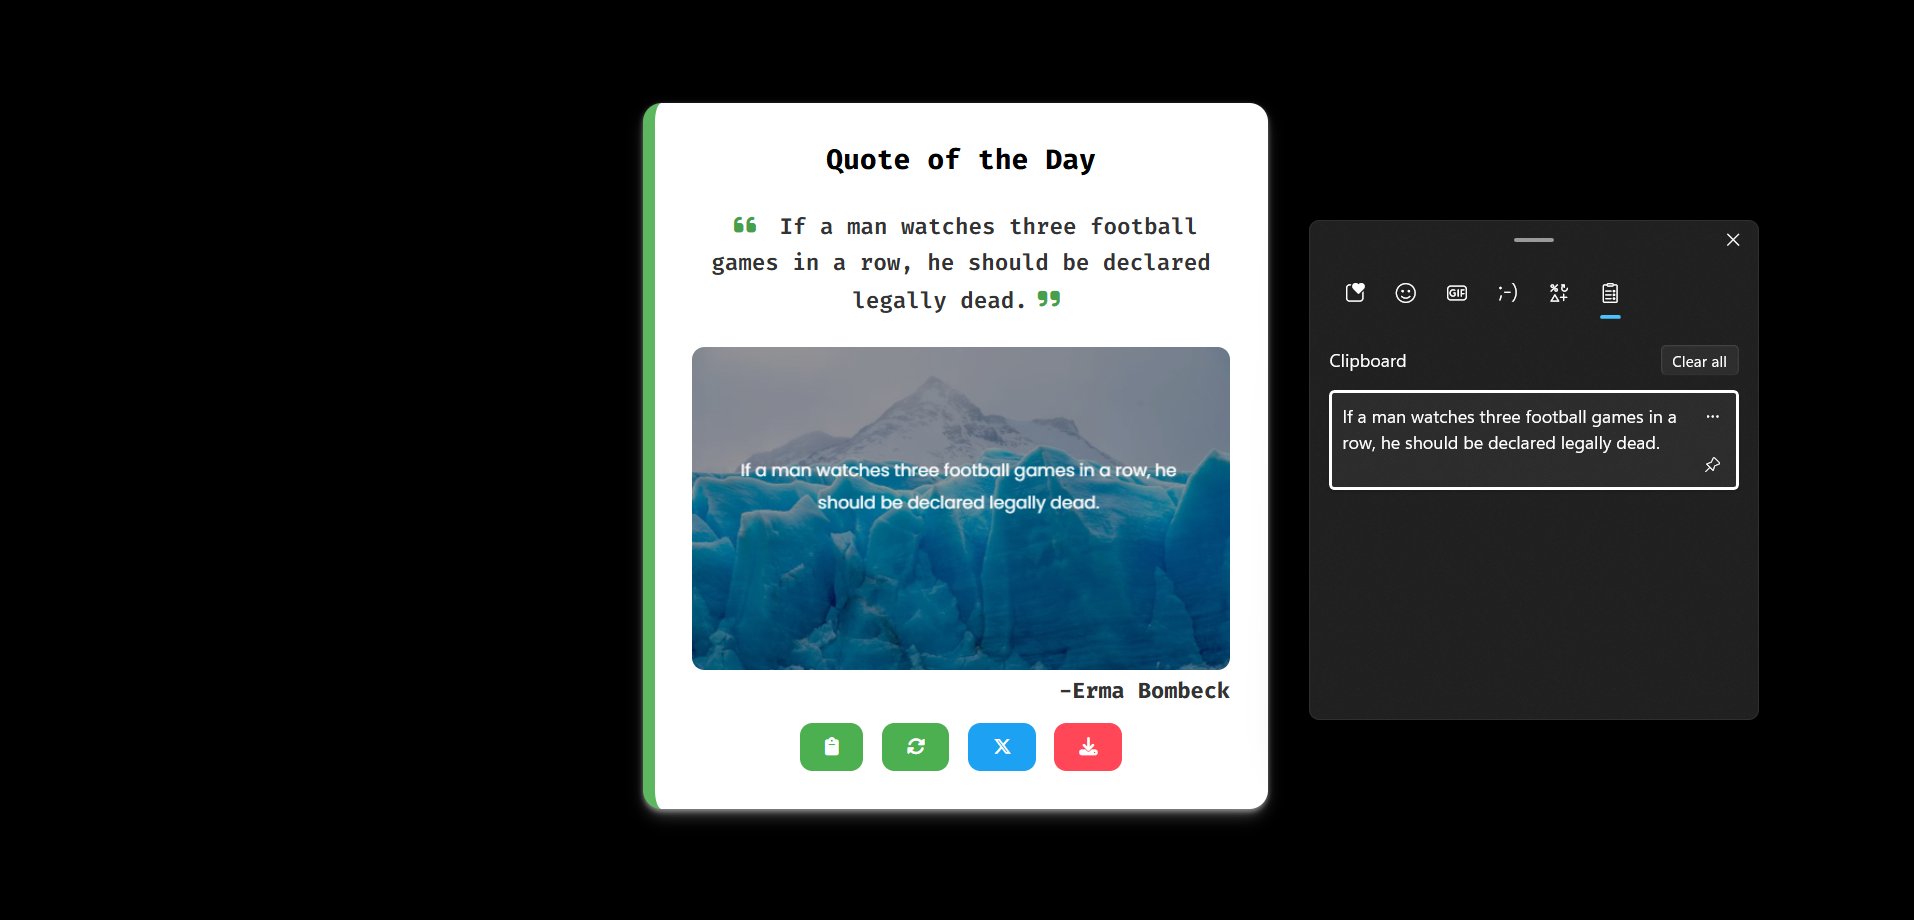 Quote of the Day
❝ If a man watches three football
games in a row, he should be declared
legally dead. ❞
If a man watches three football games in a row, he
should be declared legally dead.
-Erma Bombeck
GIF
;-)
Clipboard
Clear all
If a man watches three football games in a
row, he should be declared legally dead.